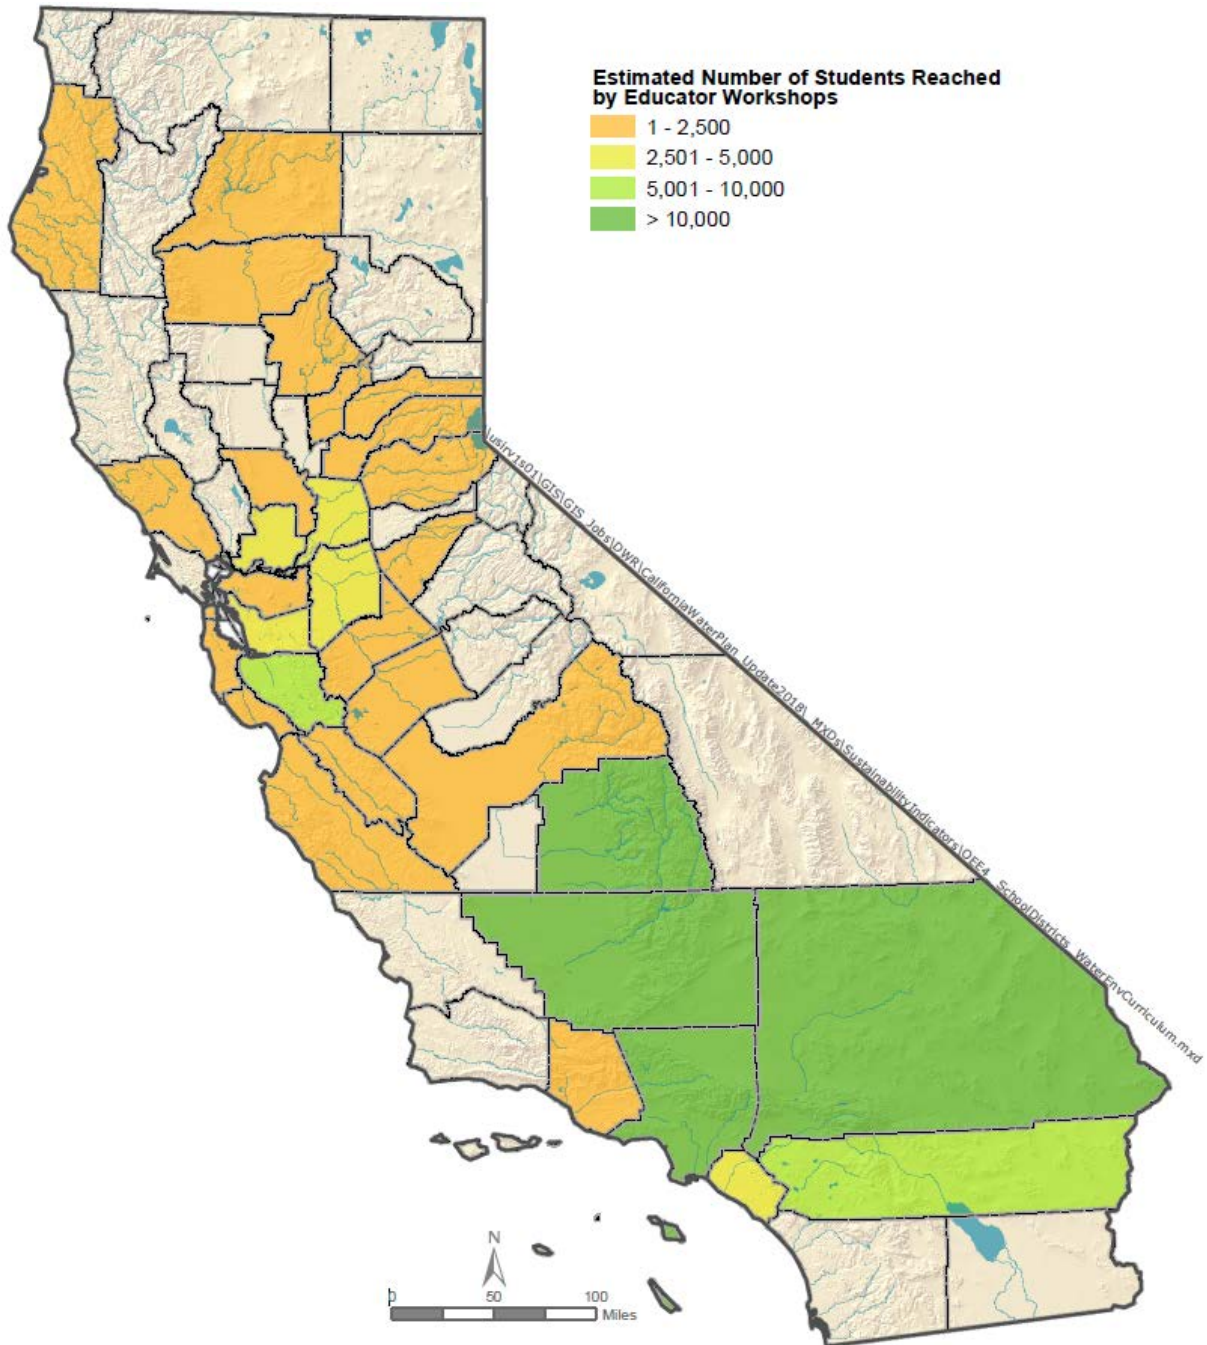 Estimated Number of Students Reached
by Educator Workshops
1 - 2,500
2,501 - 5,000
5,001 - 10,000
> 10,000
\usirv1s01\GIS\GIS_Jobs\DWR\CaliforniaWaterPlan_Update2018\_MXDs\SustainabilityIndicators\OEE4_SchoolDistricts_WaterEnvCurriculum.mxd
N
0 50 100
Miles